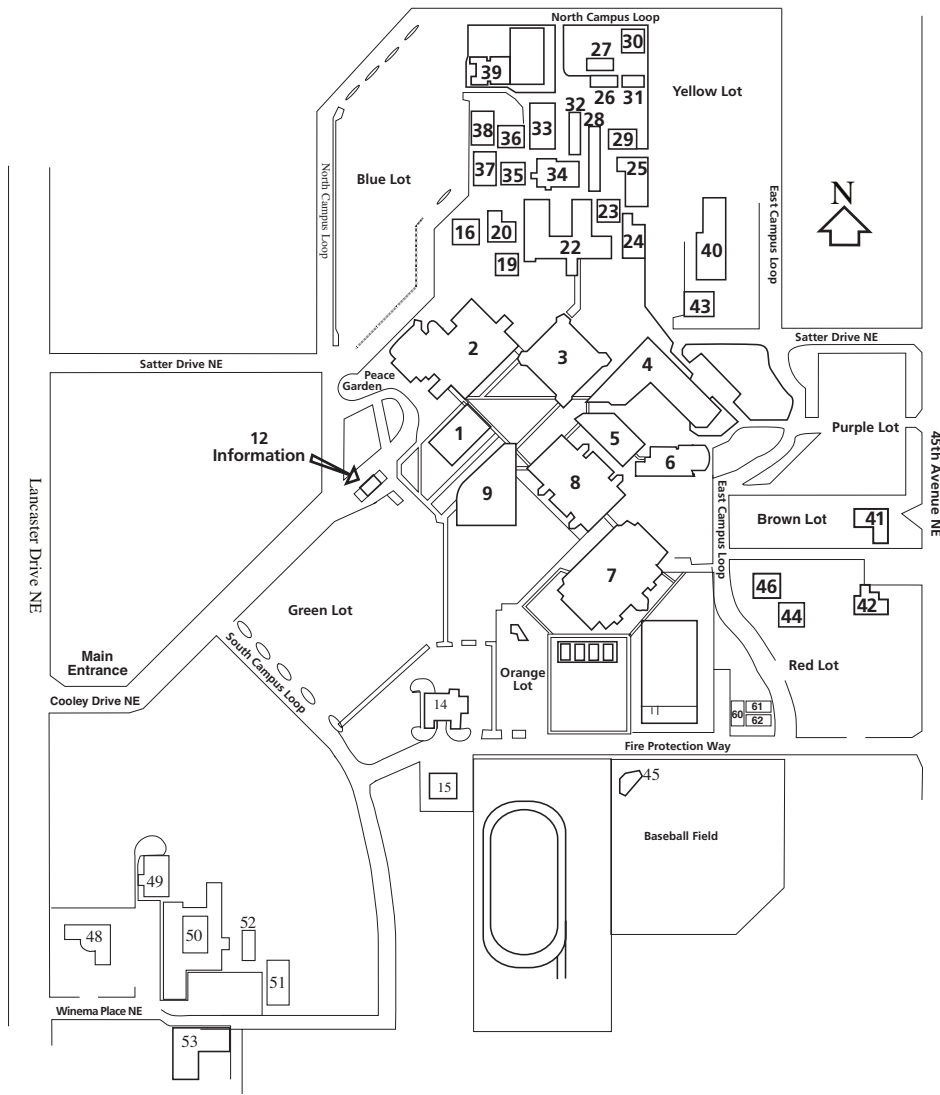 North Campus Loop
30
27
39
26
31
Yellow Lot
32
28
33
38
36
29
37
35
34
25
Blue Lot
North Campus Loop
East Campus Loop
N
16
20
23
22
24
19
40
43
2
3
4
Satter Drive NE
Satter Drive NE
Peace
Garden
12
Information
1
5
6
Purple Lot
45th Avenue NE
Lancaster Drive NE
9
8
East Campus Loop
Brown Lot
41
7
46
44
42
Green Lot
Main
Entrance
South Campus Loop
Orange
Lot
Red Lot
Cooley Drive NE
14
60
61
62
Fire Protection Way
15
45
Baseball Field
49
48
50
52
51
Winema Place NE
53